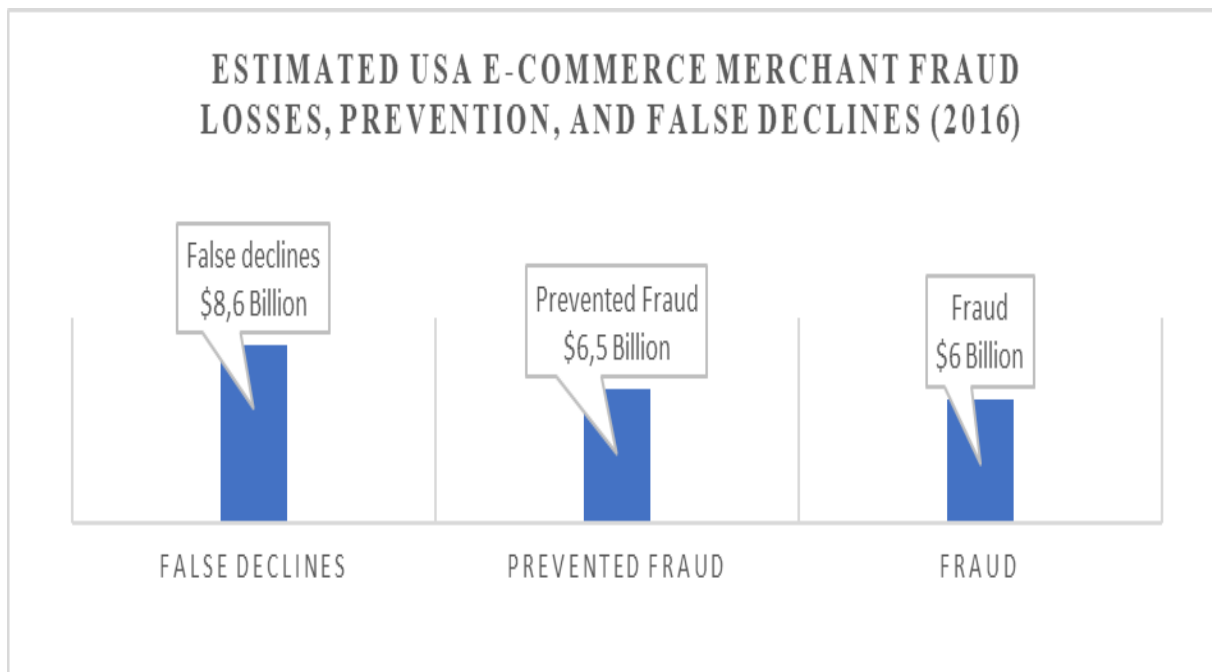 ESTIMATED USA E-COMMERCE MERCHANT FRAUD
LOSSES, PREVENTION, AND FALSE DECLINES (2016)
False declines
$8,6 Billion
Prevented Fraud
$6,5 Billion
Fraud
$6 Billion
FALSE DECLINES
PREVENTED FRAUD
FRAUD